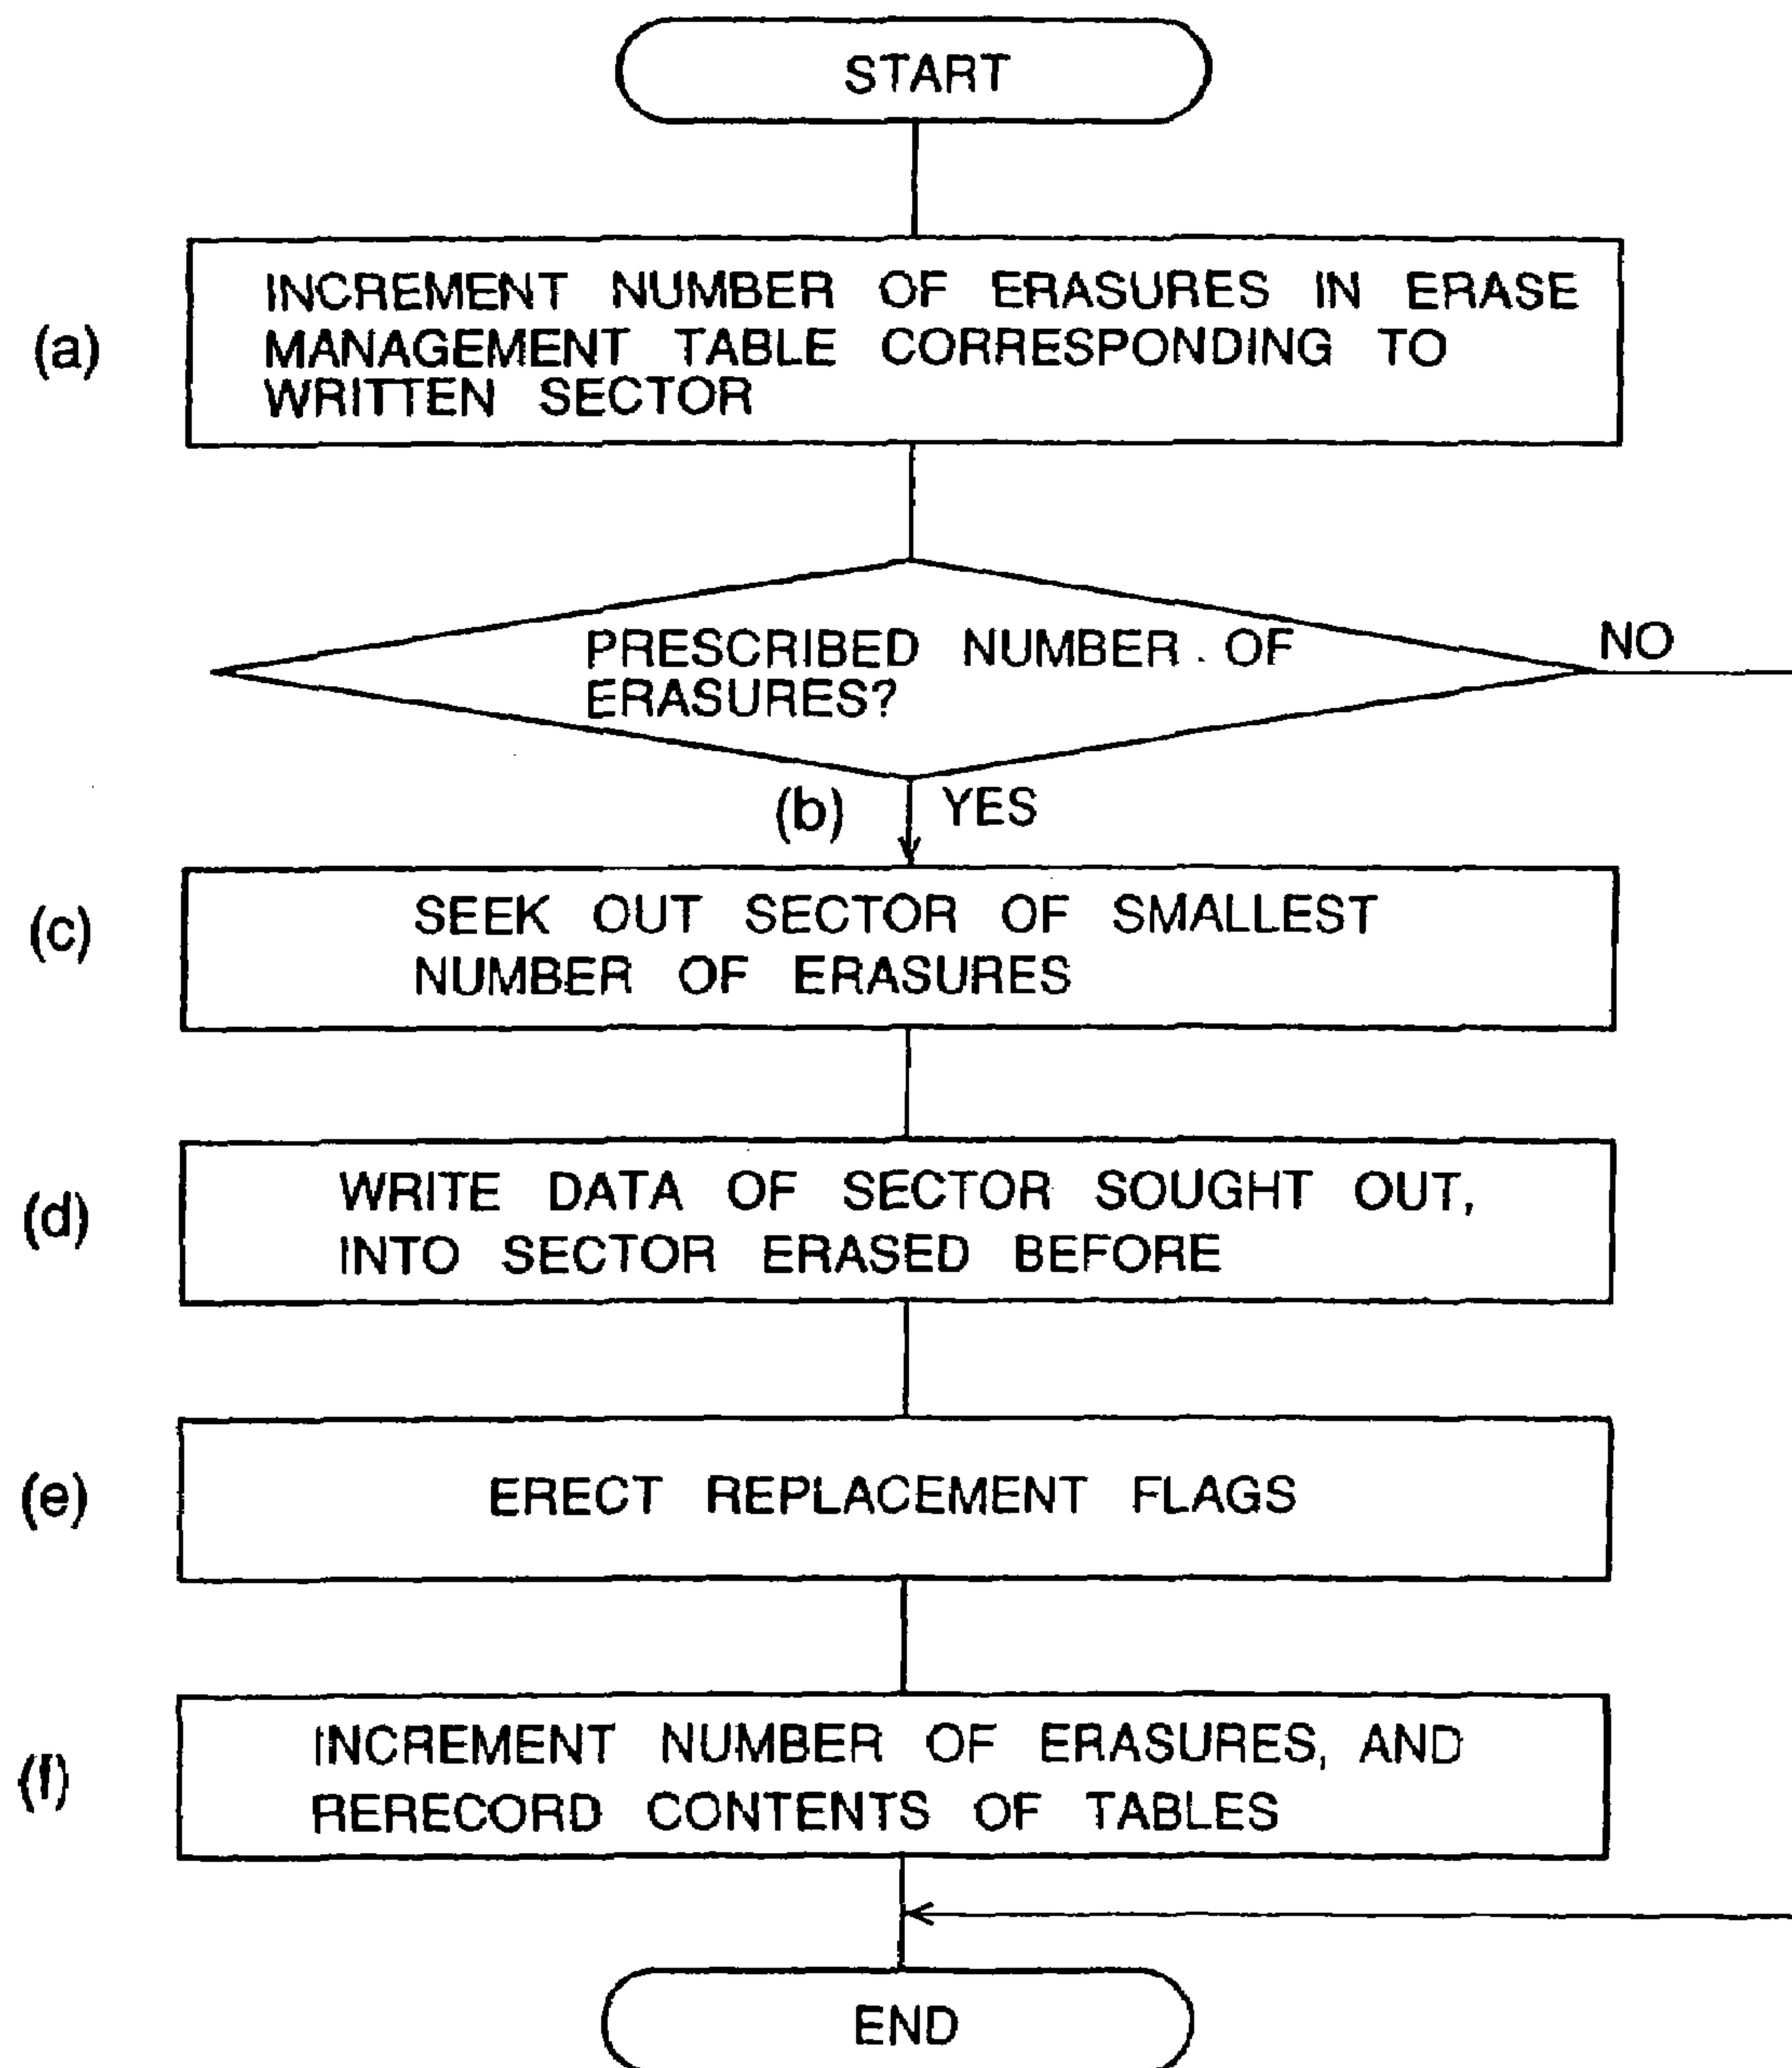 START
(a)
INCREMENT NUMBER OF ERASURES IN ERASE
MANAGEMENT TABLE CORRESPONDING TO
WRITTEN SECTOR
PRESCRIBED NUMBER OF
ERASURES?
NO
(b)
YES
(c)
SEEK OUT SECTOR OF SMALLEST
NUMBER OF ERASURES
(d)
WRITE DATA OF SECTOR SOUGHT OUT,
INTO SECTOR ERASED BEFORE
(e)
ERECT REPLACEMENT FLAGS
(f)
INCREMENT NUMBER OF ERASURES, AND
RERECORD CONTENTS OF TABLES
END